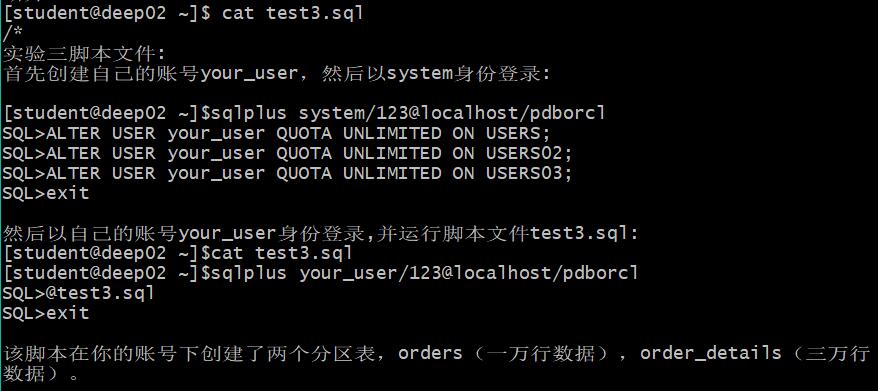 [student@deep02 ~]$ cat test3.sql
/*
实验三脚本文件:
首先创建自己的账号your_user，然后以system身份登录:
[student@deep02 ~]$sqlplus system/123@localhost/pdborcl
SQL>ALTER USER your_user QUOTA UNLIMITED ON USERS;
SQL>ALTER USER your_user QUOTA UNLIMITED ON USERS02;
SQL>ALTER USER your_user QUOTA UNLIMITED ON USERS03;
SQL>exit
然后以自己的账号your_user身份登录,并运行脚本文件test3.sql:
[student@deep02 ~]$cat test3.sql
[student@deep02 ~]$sqlplus your_user/123@localhost/pdborcl
SQL>@test3.sql
SQL>exit
该脚本在你的账号下创建了两个分区表，orders（一万行数据），order_details（三万行
数据）。